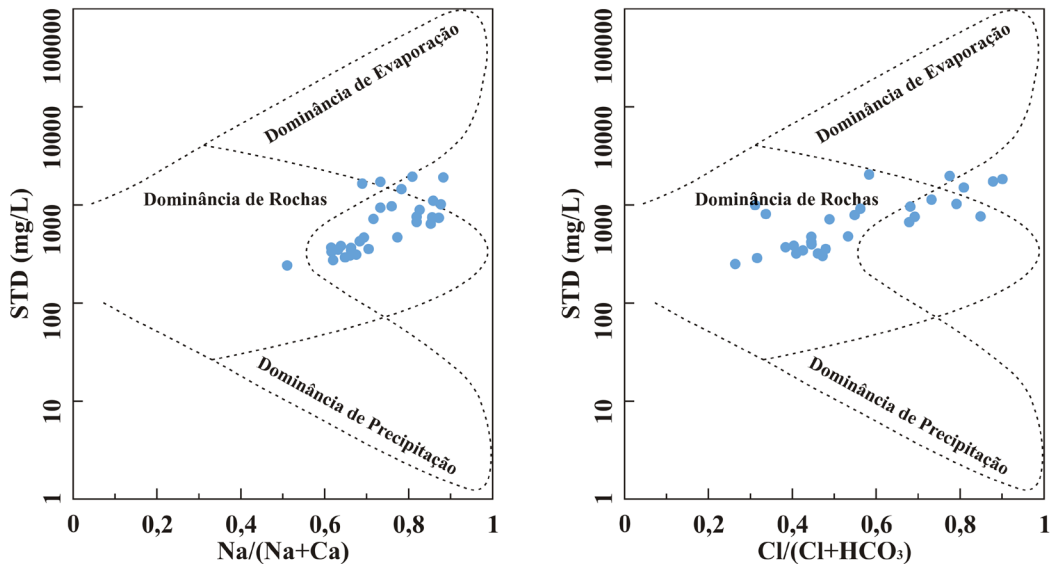 100000
10000
1000
100
10
1
STD (mg/L)
Dominância de Evaporação
Dominância de Rochas
Dominância de Precipitação
0 0,2 0,4 0,6 0,8 1
Na/(Na+Ca)
100000
10000
1000
100
10
1
STD (mg/L)
Dominância de Evaporação
Dominância de Rochas
Dominância de Precipitação
0 0,2 0,4 0,6 0,8 1
Cl/(Cl+HCO₃)